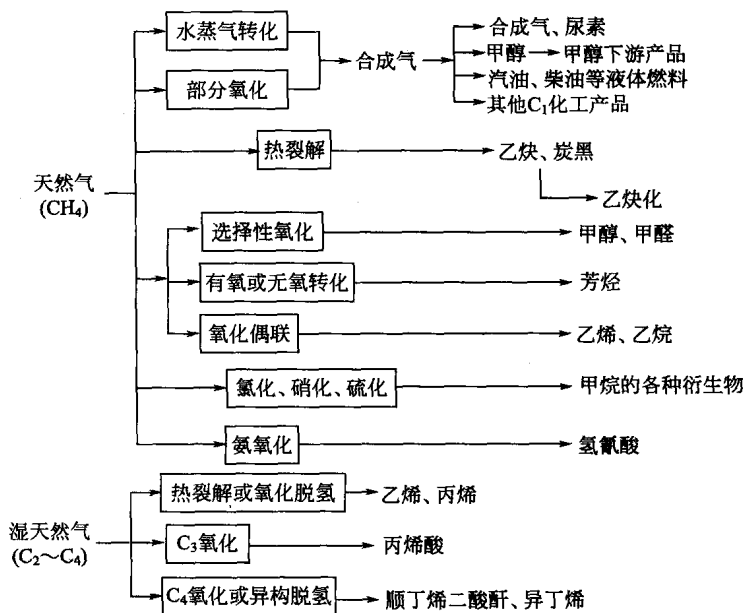 水蒸气转化
部分氧化
合成气
合成气、尿素
甲醇
甲醇下游产品
汽油、柴油等液体燃料
其他C₁化工产品
天然气
(CH₄)
热裂解
乙炔、炭黑
乙炔化
选择性氧化
甲醇、甲醛
有氧或无氧转化
芳烃
氧化偶联
乙烯、乙烷
氯化、硝化、硫化
甲烷的各种衍生物
氨氧化
氢氰酸
湿天然气
(C₂～C₄)
热裂解或氧化脱氢
乙烯、丙烯
C₃氧化
丙烯酸
C₄氧化或异构脱氢
顺丁烯二酸酐、异丁烯